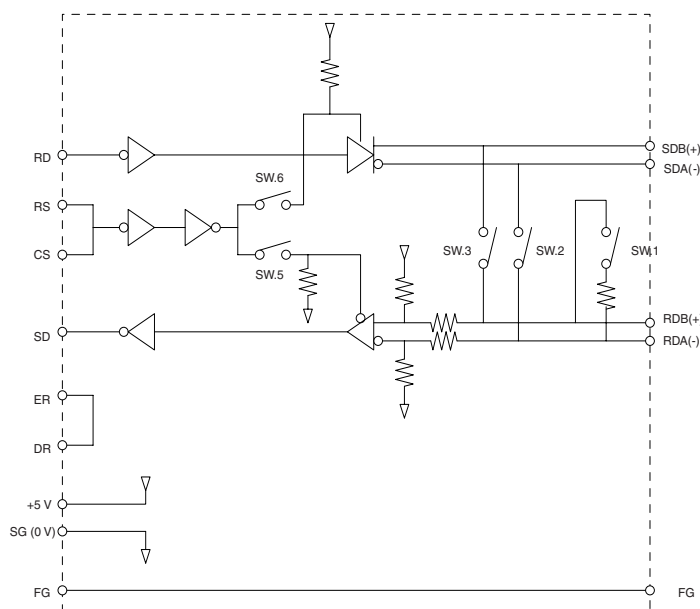 RD
SDB(+)
SDA(-)
SW.6
RS
CS
SW.3
SW.2
SW.1
SW.5
RDB(+
SD
RDA(-)
ER
DR
+5 V
SG (0 V)
FG
FG